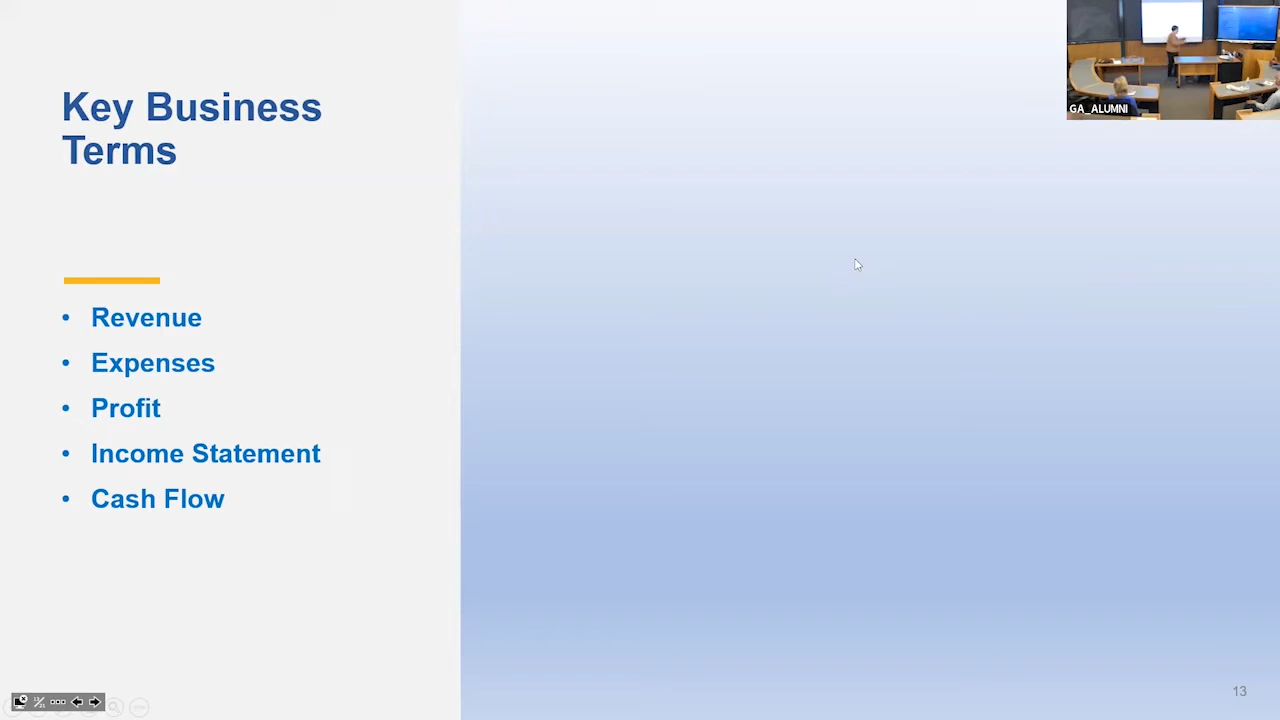 Key Business
Terms
• Revenue
• Expenses
• Profit
• Income Statement
• Cash Flow
GA_ALUMNI
13